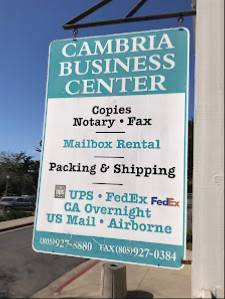 CAMBRIA
BUSINESS
CENTER
Copies
Notary • Fax
Mailbox Rental
Packing & Shipping
ups UPS • FedEx FedEx
CA Overnight
US Mail • Airborne
(805)927-8880 FAX (805)927-0384